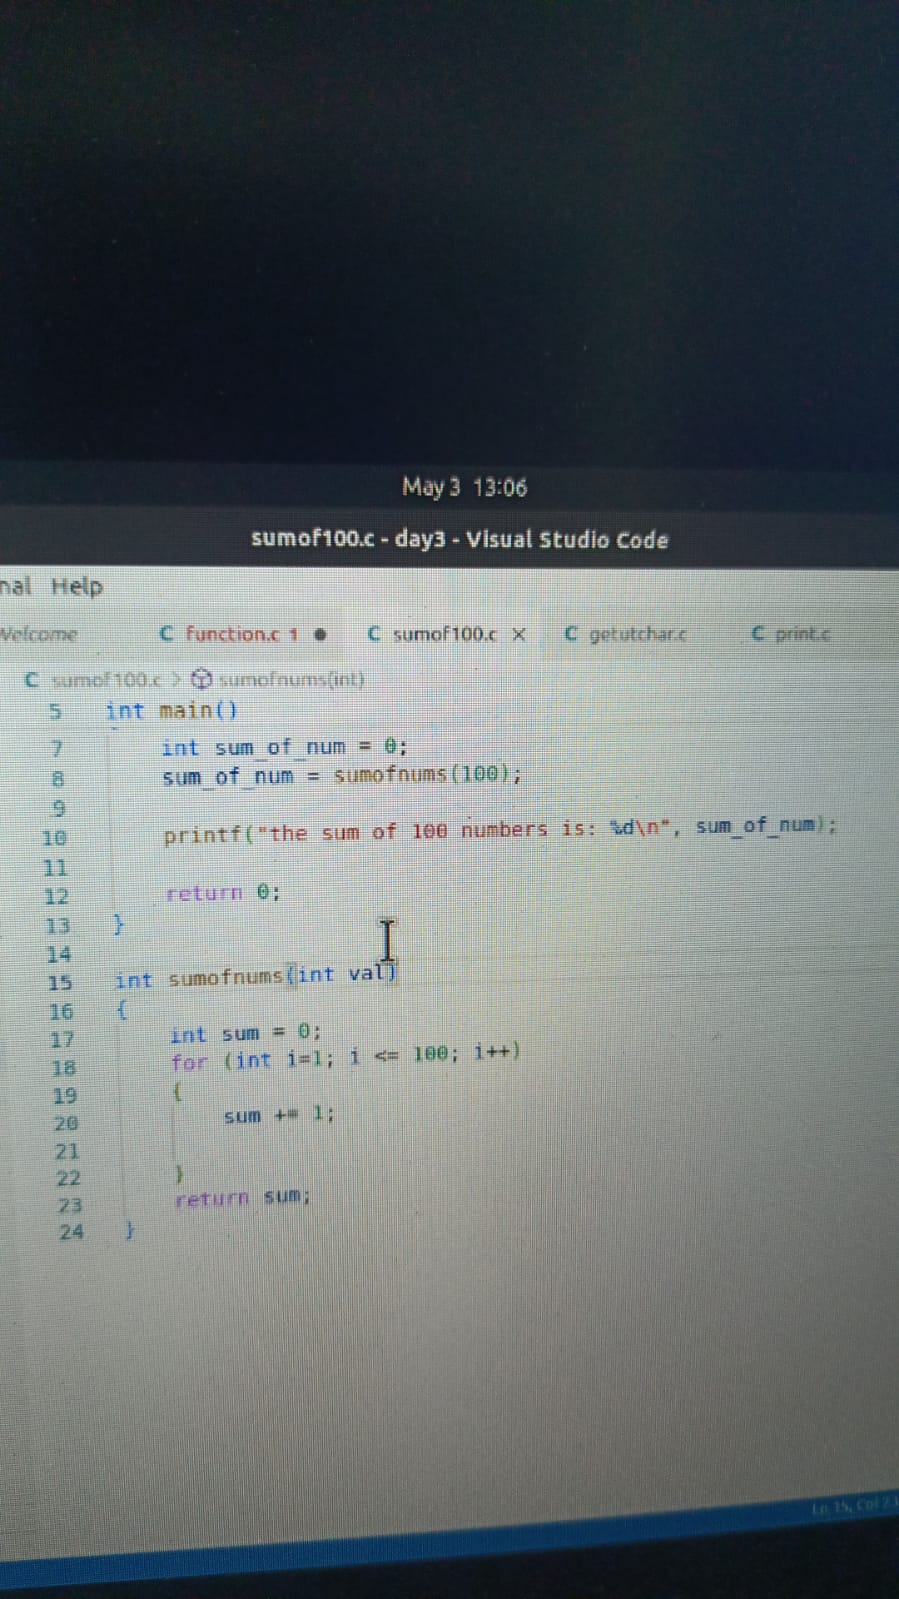 May 3 13:06
sumof100.c - day3 - Visual Studio Code
nal Help
Welcome C function.c 1 ● C sumof100.c × C getutchar.c C print.c
C sumof100.c > sumofnums(int)
5 int main()
7 int sum_of_num = 0;
8 sum_of_num = sumofnums(100);
9
10 printf("the sum of 100 numbers is: %d\n", sum_of_num);
11
12 return 0;
13 }
14
15 int sumofnums(int val)
16 {
17 int sum = 0;
18 for (int i=1; i <= 100; i++)
19 {
20 sum += 1;
21
22 }
23 return sum;
24 }
Ln 15, Col 23